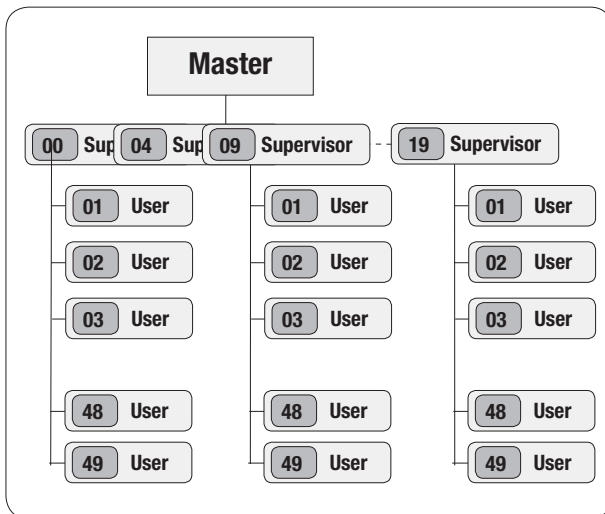 Master
00 Sup 04 Sup 09 Supervisor 19 Supervisor
01 User 01 User 01 User
02 User 02 User 02 User
03 User 03 User 03 User
48 User 48 User 48 User
49 User 49 User 49 User